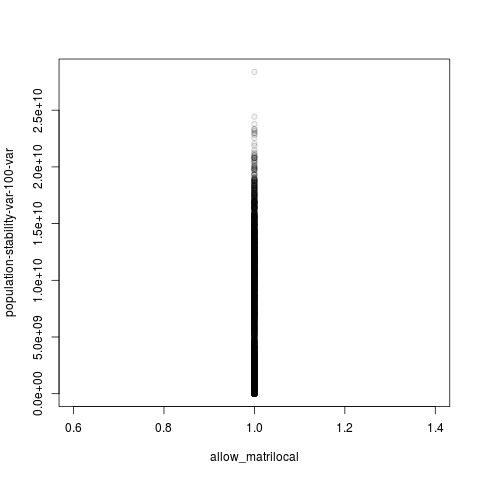 population-stability-var-100-var
2.5e+10
2.0e+10
1.5e+10
1.0e+10
5.0e+09
0.0e+00
0.6
0.8
1.0
1.2
1.4
allow_matrilocal